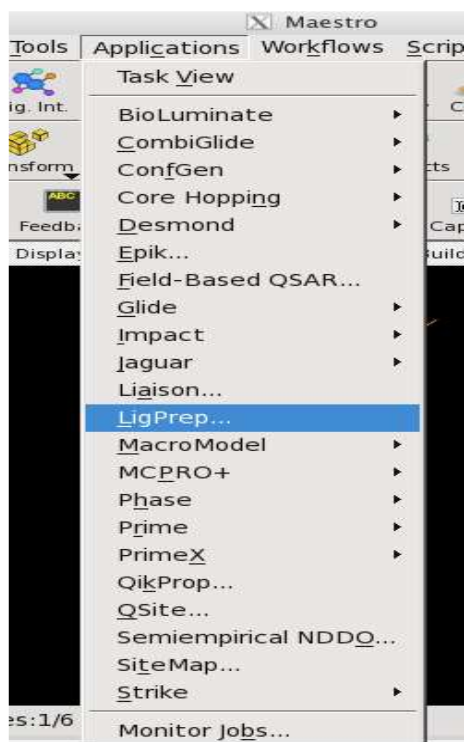 Maestro
Tools Applications Workflows Scrip
Task View
ig. Int.
BioLuminate
CombiGlide
nsform
ConfGen
cts
Core Hopping
ABC
Feedb
Desmond
Cap
Displa
Epik...
uild
Field-Based QSAR...
Glide
Impact
Jaguar
Liaison...
LigPrep...
MacroModel
MCPRO+
Phase
Prime
PrimeX
QikProp...
QSite...
Semiempirical NDDO...
SiteMap...
Strike
es:1/6
Monitor Jobs...